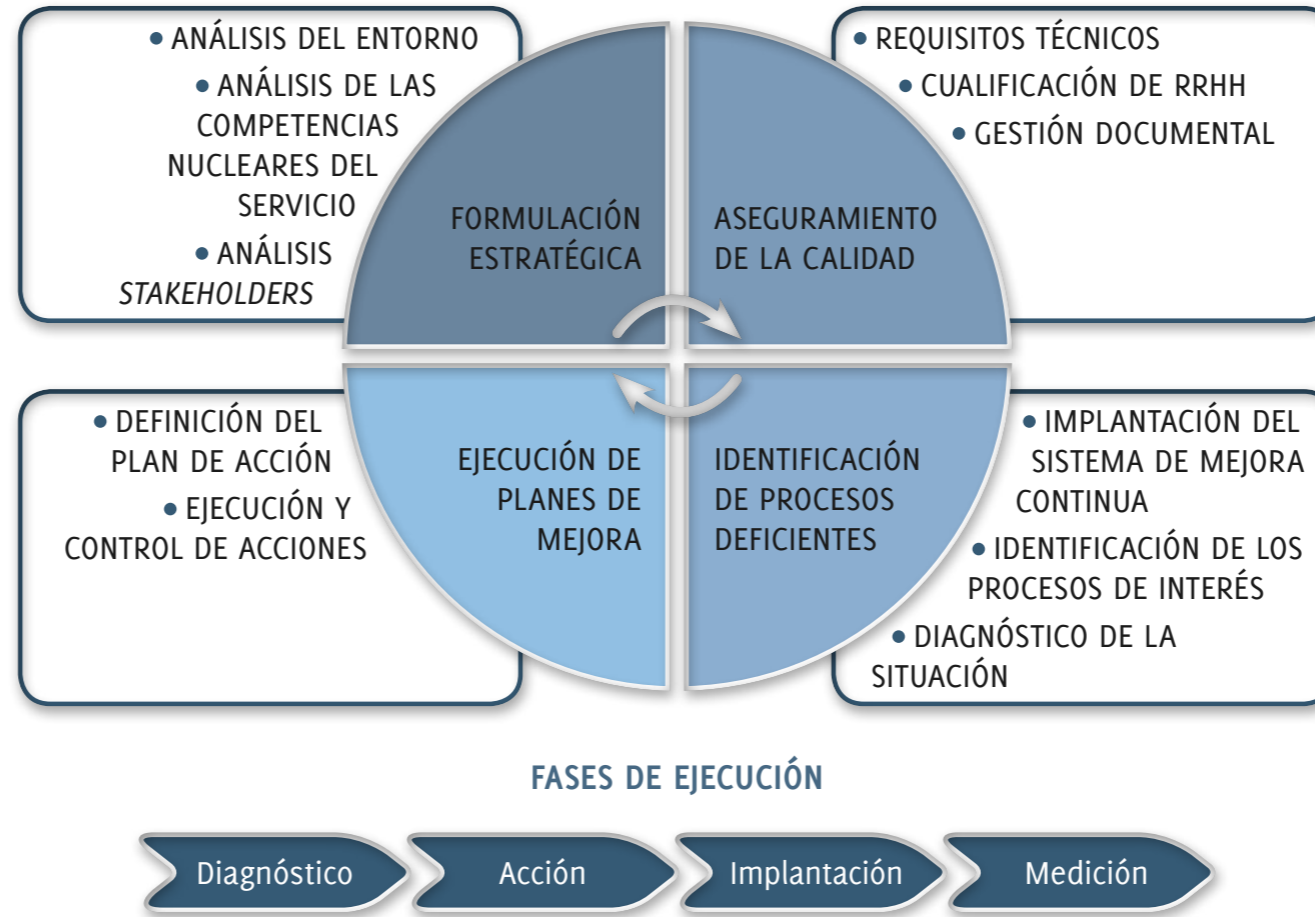 • ANÁLISIS DEL ENTORNO
• ANÁLISIS DE LAS
COMPETENCIAS
NUCLEARES DEL
SERVICIO
• ANÁLISIS
STAKEHOLDERS
FORMULACIÓN
ESTRATÉGICA
ASEGURAMIENTO
DE LA CALIDAD
• REQUISITOS TÉCNICOS
• CUALIFICACIÓN DE RRHH
• GESTIÓN DOCUMENTAL
• DEFINICIÓN DEL
PLAN DE ACCIÓN
• EJECUCIÓN Y
CONTROL DE ACCIONES
EJECUCIÓN DE
PLANES DE
MEJORA
IDENTIFICACIÓN
DE PROCESOS
DEFICIENTES
• IMPLANTACIÓN DEL
SISTEMA DE MEJORA
CONTINUA
• IDENTIFICACIÓN DE LOS
PROCESOS DE INTERÉS
• DIAGNÓSTICO DE LA
SITUACIÓN
FASES DE EJECUCIÓN
Diagnóstico
Acción
Implantación
Medición